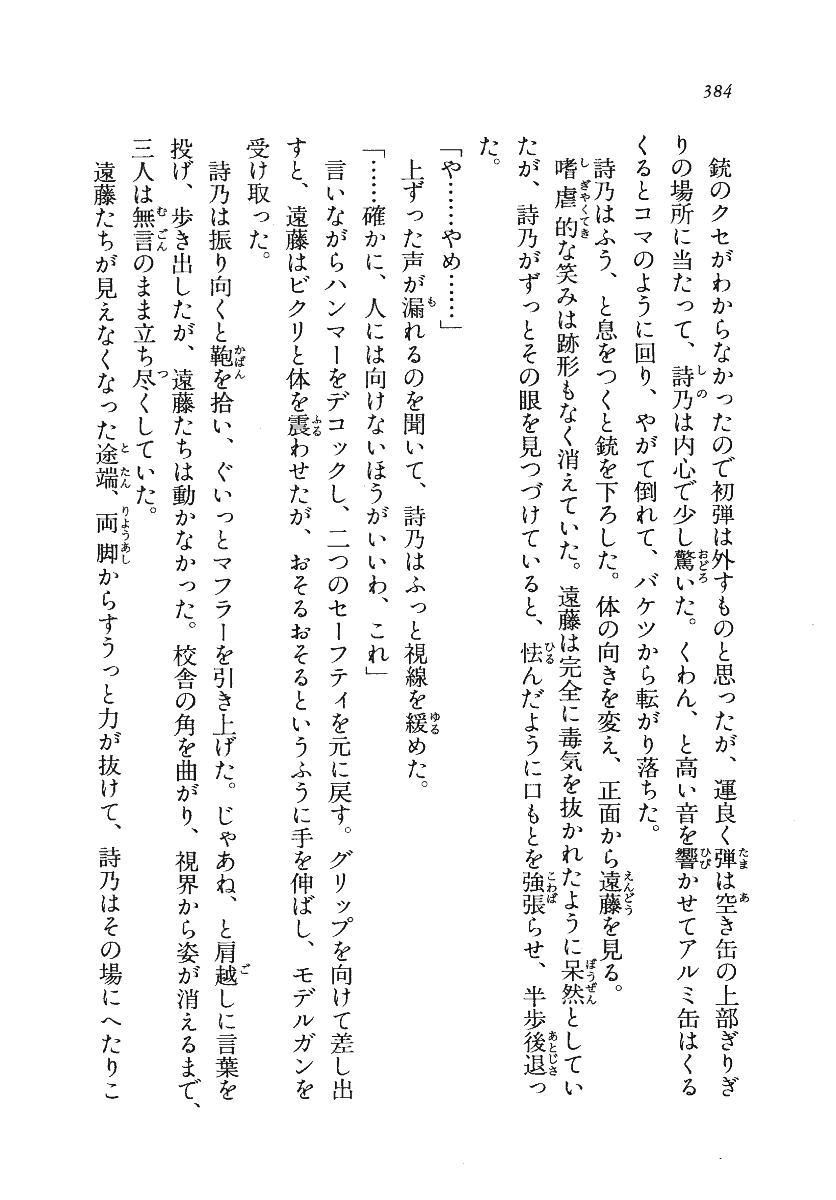 384
銃のクセがわからなかったので初弾は外すものと思ったが、運良く弾は空き缶の上部ぎりぎ
りの場所に当たって、詩乃は内心で少し驚いた。くわん、と高い音を響かせてアルミ缶はくる
くるとコマのように回り、やがて倒れて、バケツから転がり落ちた。
詩乃はふう、と息をつくと銃を下ろした。体の向きを変え、正面から遠藤を見る。
嗜虐的な笑みは跡形もなく消えていた。遠藤は完全に毒気を抜かれたように呆然としてい
たが、詩乃がずっとその眼を見つづけていると、怯んだように口もとを強張らせ、半歩後退っ
た。
「や……やめ……」
上ずった声が漏れるのを聞いて、詩乃はふっと視線を緩めた。
「……確かに、人には向けないほうがいいわ、これ」
言いながらハンマーをデコックし、二つのセーフティを元に戻す。グリップを向けて差し出
すと、遠藤はビクリと体を震わせたが、おそるおそるというふうに手を伸ばし、モデルガンを
受け取った。
詩乃は振り向くと鞄を拾い、ぐいっとマフラーを引き上げた。じゃあね、と肩越しに言葉を
投げ、歩き出したが、遠藤たちは動かなかった。校舎の角を曲がり、視界から姿が消えるまで、
三人は無言のまま立ち尽くしていた。
遠藤たちが見えなくなった途端、両脚からすうっと力が抜けて、詩乃はその場にへたりこ